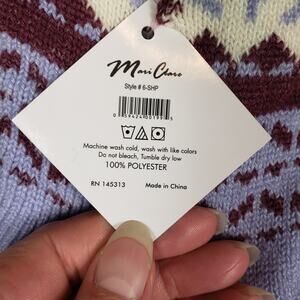 Mari Claro
Style # 6-SHP
Machine wash cold, wash with like colors
Do not bleach, Tumble dry low
100% POLYESTER
RN 145313
Made in China